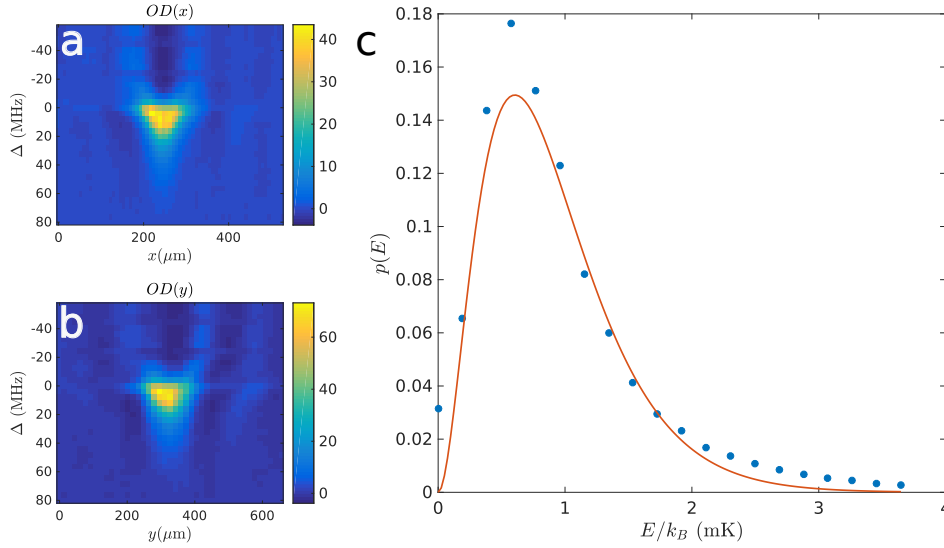 OD(x)
a
-40
-20
0
20
40
60
80
Δ (MHz)
0 200 400
x(μm)
40
30
20
10
0
OD(y)
b
-40
-20
0
20
40
60
80
Δ (MHz)
0 200 400 600
y(μm)
60
40
20
0
c
0.18
0.16
0.14
0.12
0.1
0.08
0.06
0.04
0.02
0
p(E)
0 1 2 3 4
E/k_B (mK)